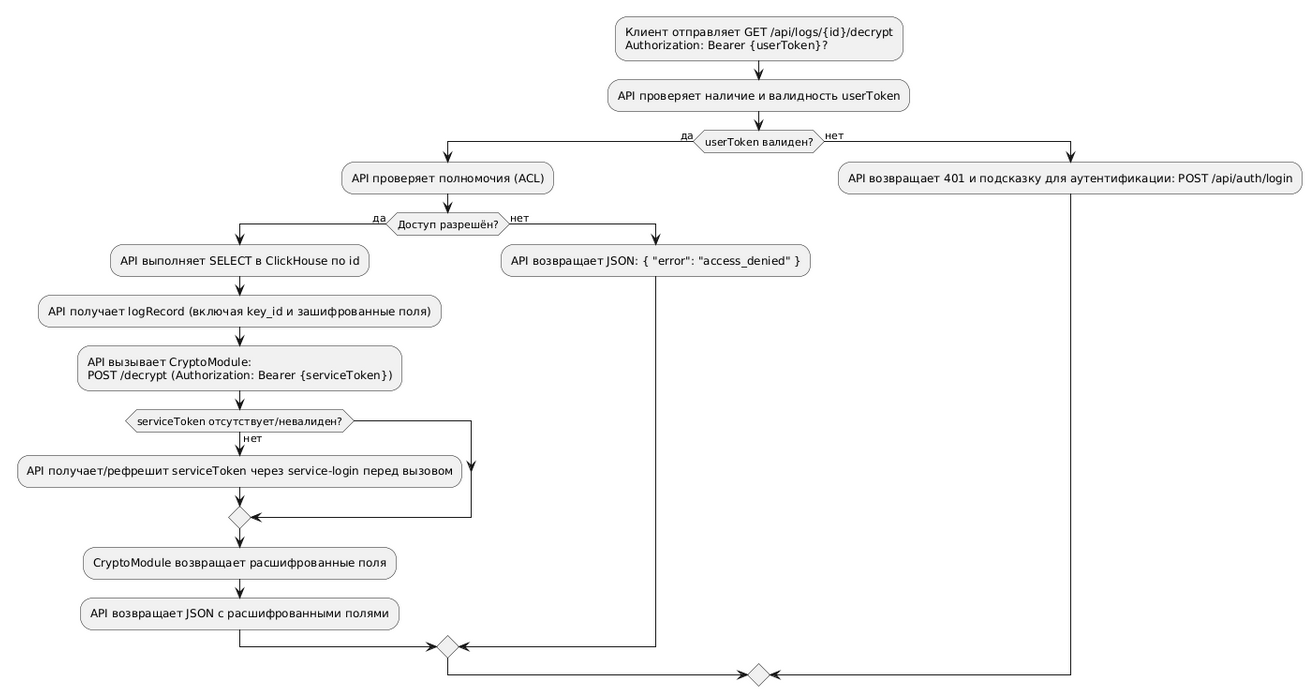 Клиент отправляет GET /api/logs/{id}/decrypt
Authorization: Bearer {userToken}?
API проверяет наличие и валидность userToken
да
userToken валиден?
нет
API проверяет полномочия (ACL)
API возвращает 401 и подсказку для аутентификации: POST /api/auth/login
да
Доступ разрешён?
нет
API выполняет SELECT в ClickHouse по id
API возвращает JSON: { "error": "access_denied" }
API получает logRecord (включая key_id и зашифрованные поля)
API вызывает CryptoModule:
POST /decrypt (Authorization: Bearer {serviceToken})
serviceToken отсутствует/невалиден?
нет
API получает/рефрешит serviceToken через service-login перед вызовом
CryptoModule возвращает расшифрованные поля
API возвращает JSON с расшифрованными полями